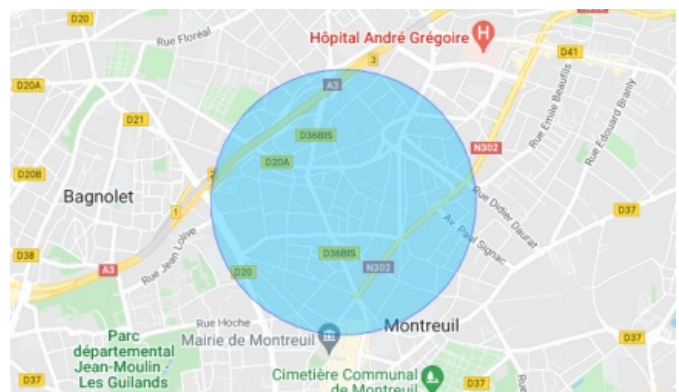 D20
Rue Floréal
Hôpital André Grégoire
H
D41
3
D20A
A3
Rue Emile Beaufils
Rue Edouard Branly
D21
D36BIS
D20A
N302
D20B
2
Bagnolet
1
Rue Didier Daurat
D37
Av. Paul Signac
Rue Jean Lolive
D38
A3
D20
D36BIS
N302
Rue Hoche
Mairie de Montreuil
Montreuil
D37
Parc
départemental
Jean-Moulin
Les Guilands
D37
Cimetière Communal
de Montreuil